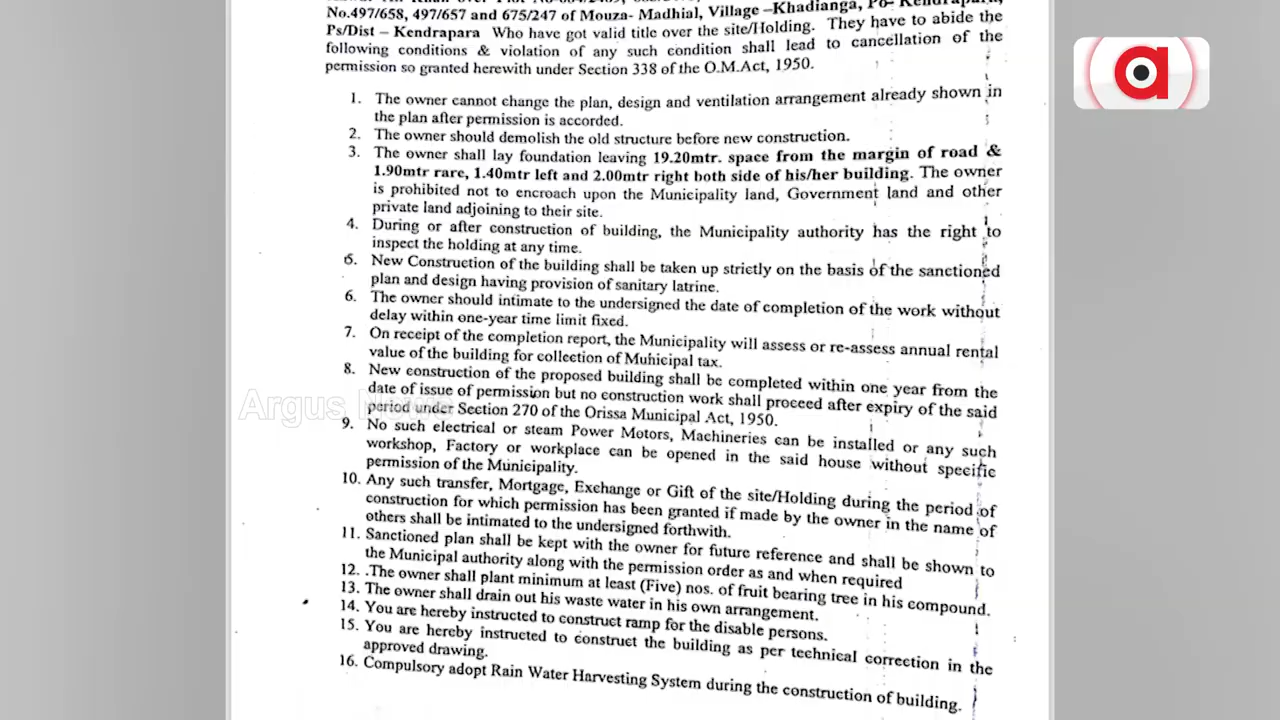 No.497/658, 497/657 and 675/247 of Mouza- Madhial, Village –Khadianga, Po- Kendrapara,
Ps/Dist – Kendrapara Who have got valid title over the site/Holding. They have to abide the
following conditions & violation of any such condition shall lead to cancellation of the
permission so granted herewith under Section 338 of the O.M.Act, 1950.
a
1. The owner cannot change the plan, design and ventilation arrangement already shown in
the plan after permission is accorded.
2. The owner should demolish the old structure before new construction.
3. The owner shall lay foundation leaving 19.20mtr. space from the margin of road &
1.90mtr rare, 1.40mtr left and 2.00mtr right both side of his/her building. The owner
is prohibited not to encroach upon the Municipality land, Government land and other
private land adjoining to their site.
4. During or after construction of building, the Municipality authority has the right to
inspect the holding at any time.
6. New Construction of the building shall be taken up strictly on the basis of the sanctioned
plan and design having provision of sanitary latrine.
6. The owner should intimate to the undersigned the date of completion of the work without
delay within one-year time limit fixed.
7. On receipt of the completion report, the Municipality will assess or re-assess annual rental
value of the building for collection of Municipal tax.
8. New construction of the proposed building shall be completed within one year from the
date of issue of permission but no construction work shall proceed after expiry of the said
period under Section 270 of the Orissa Municipal Act, 1950.
Argus News
9. No such electrical or steam Power Motors, Machineries can be installed or any such
workshop, Factory or workplace can be opened in the said house without specific
permission of the Municipality.
10. Any such transfer, Mortgage, Exchange or Gift of the site/Holding during the period of
construction for which permission has been granted if made by the owner in the name of
others shall be intimated to the undersigned forthwith.
11. Sanctioned plan shall be kept with the owner for future reference and shall be shown to
the Municipal authority along with the permission order as and when required
12. .The owner shall plant minimum at least (Five) nos. of fruit bearing tree in his compound.
13. The owner shall drain out his waste water in his own arrangement.
14. You are hereby instructed to construct ramp for the disable persons.
15. You are hereby instructed to construct the building as per technical correction in the
approved drawing.
16. Compulsory adopt Rain Water Harvesting System during the construction of building.